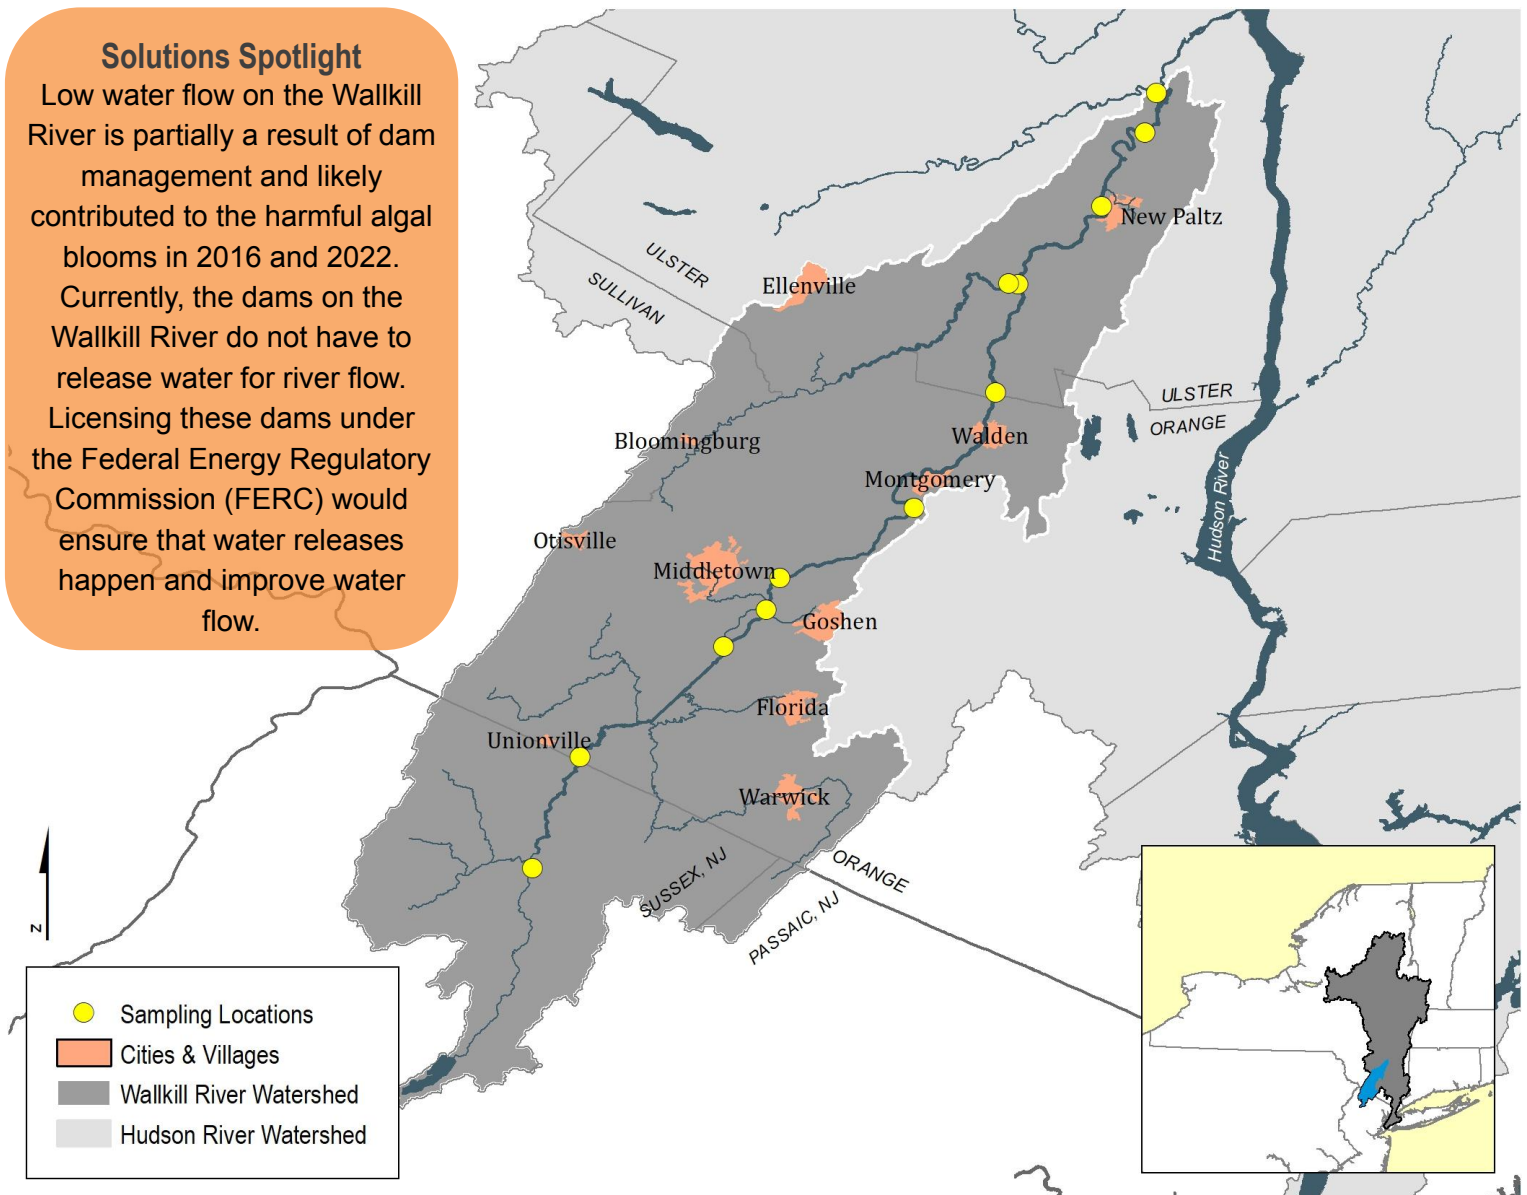 Solutions Spotlight
Low water flow on the Wallkill
River is partially a result of dam
management and likely
contributed to the harmful algal
blooms in 2016 and 2022.
Currently, the dams on the
Wallkill River do not have to
release water for river flow.
Licensing these dams under
the Federal Energy Regulatory
Commission (FERC) would
ensure that water releases
happen and improve water
flow.
New Paltz
ULSTER
SULLIVAN
Ellenville
ULSTER
ORANGE
Bloomingburg
Walden
Montgomery
Hudson River
Otisville
Middletown
Goshen
Florida
Unionville
Warwick
ORANGE
SUSSEX, NJ
PASSAIC, NJ
N
Sampling Locations
Cities & Villages
Wallkill River Watershed
Hudson River Watershed